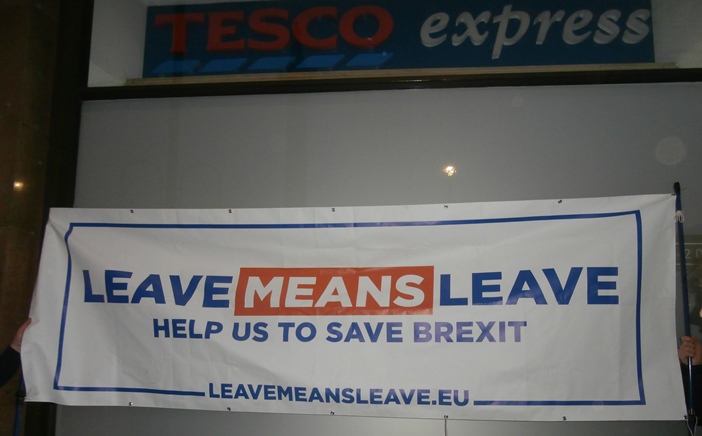 TESCO express
LEAVE MEANS LEAVE
HELP US TO SAVE BREXIT
LEAVEMEANSLEAVE.EU